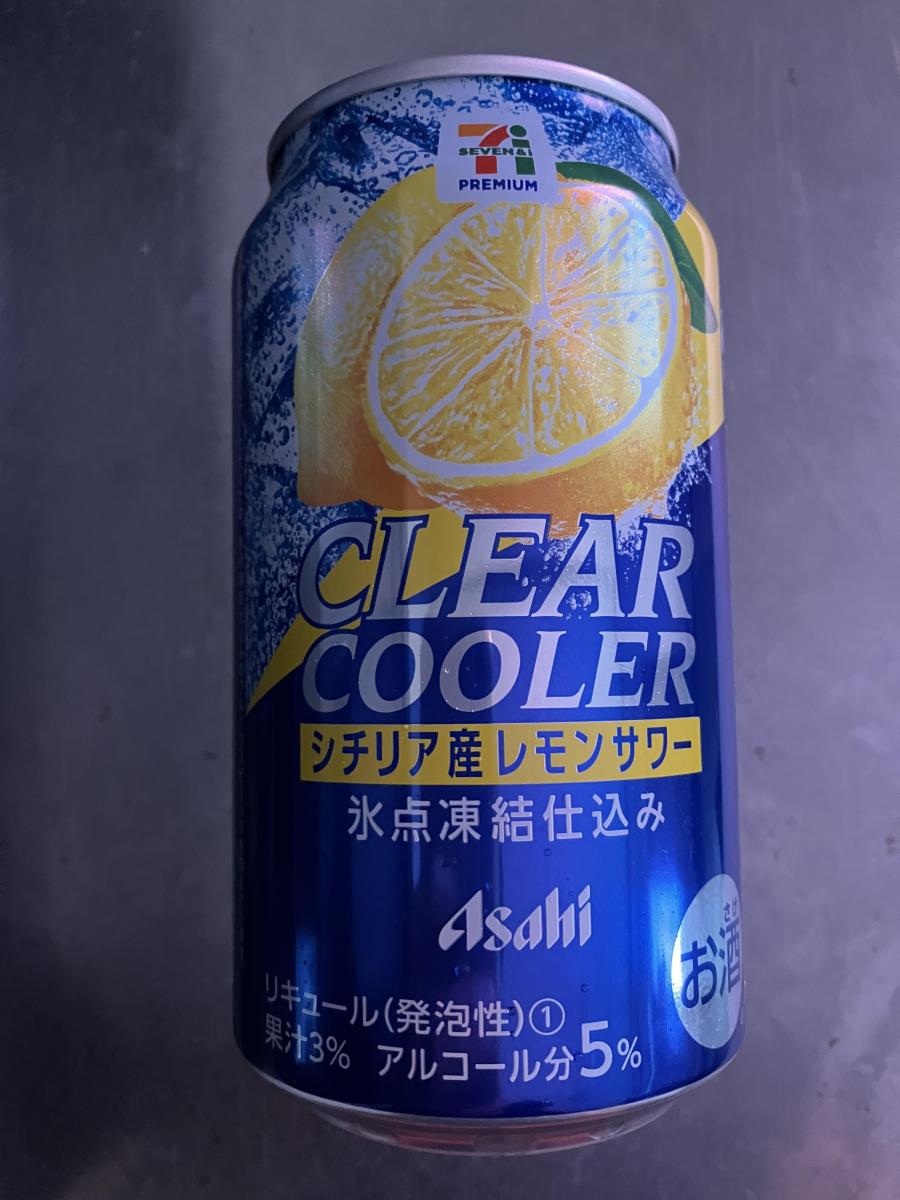 SEVEN&i
PREMIUM
CLEAR
COOLER
シチリア産レモンサワー
氷点凍結仕込み
Asahi
さけ
お酒
リキュール(発泡性)①
果汁3% アルコール分5%